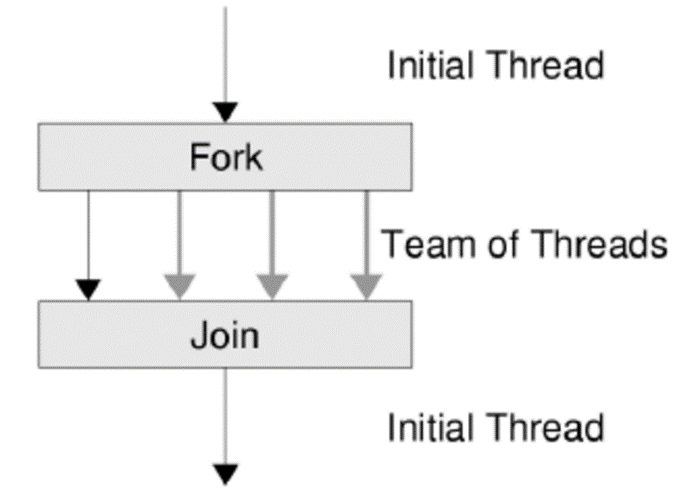 Initial Thread
Fork
Team of Threads
Join
Initial Thread